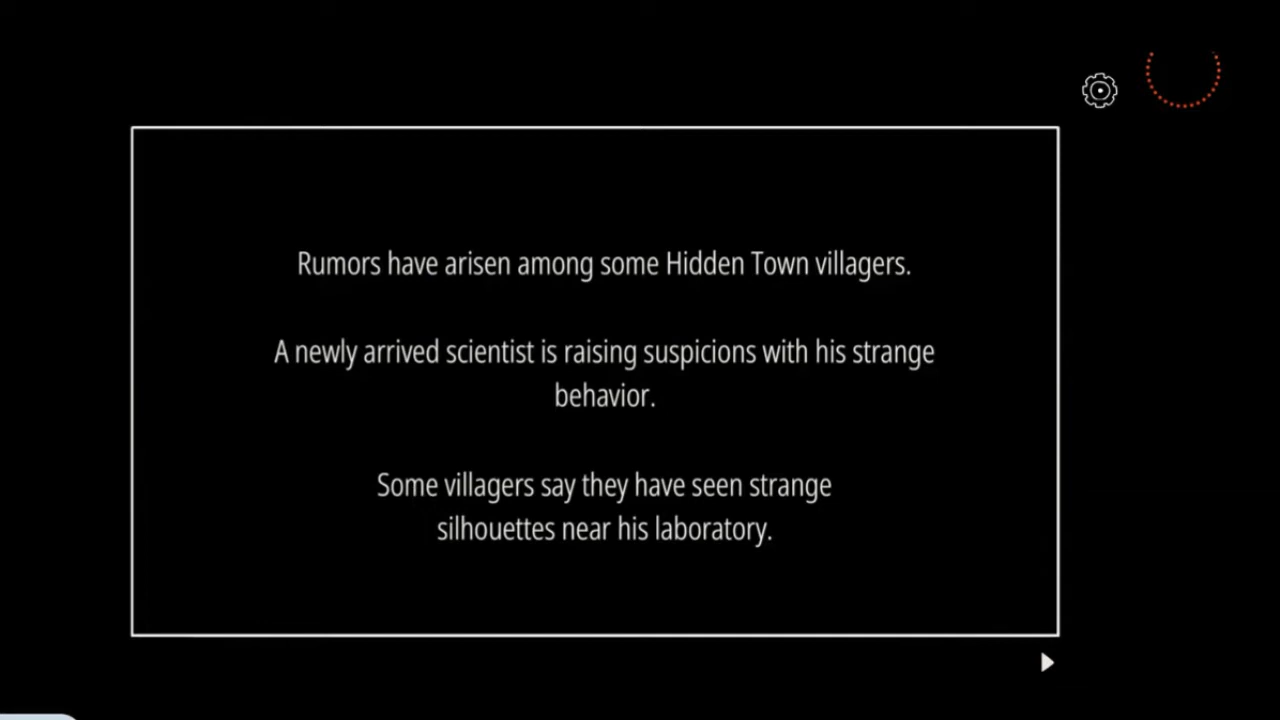 Rumors have arisen among some Hidden Town villagers.
A newly arrived scientist is raising suspicions with his strange
behavior.
Some villagers say they have seen strange
silhouettes near his laboratory.